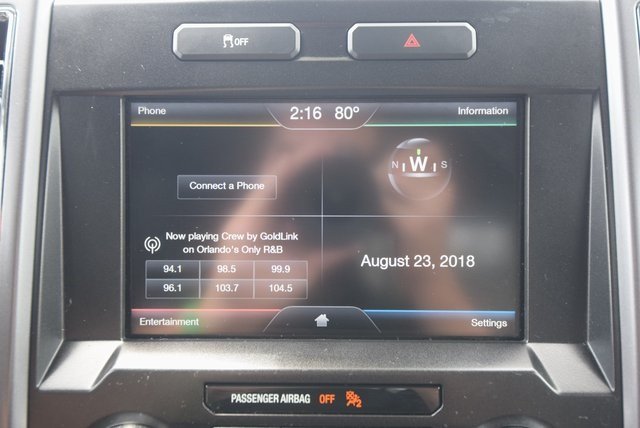 OFF
Phone
2:16 80°
Information
N W S
Connect a Phone
Now playing Crew by GoldLink
on Orlando's Only R&B
94.1 98.5 99.9
96.1 103.7 104.5
August 23, 2018
Entertainment
Settings
PASSENGER AIRBAG OFF 2